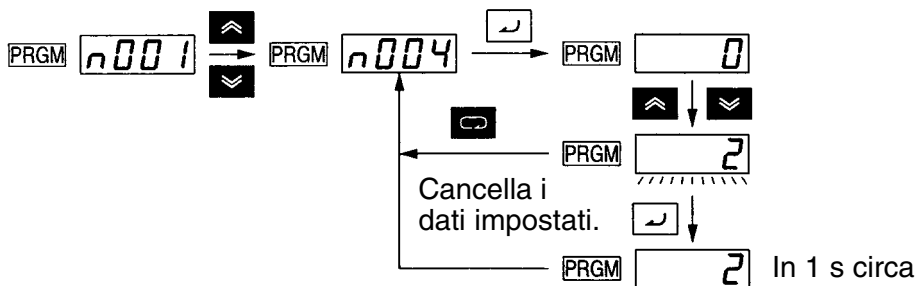 PRGM n001 PRGM n004 PRGM 0
PRGM 2
Cancella i
dati impostati.
PRGM 2 In 1 s circa